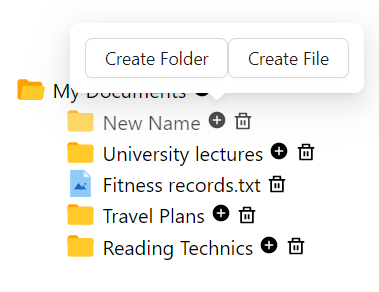 Create Folder Create File
My Documents
New Name
University lectures
Fitness records.txt
Travel Plans
Reading Technics